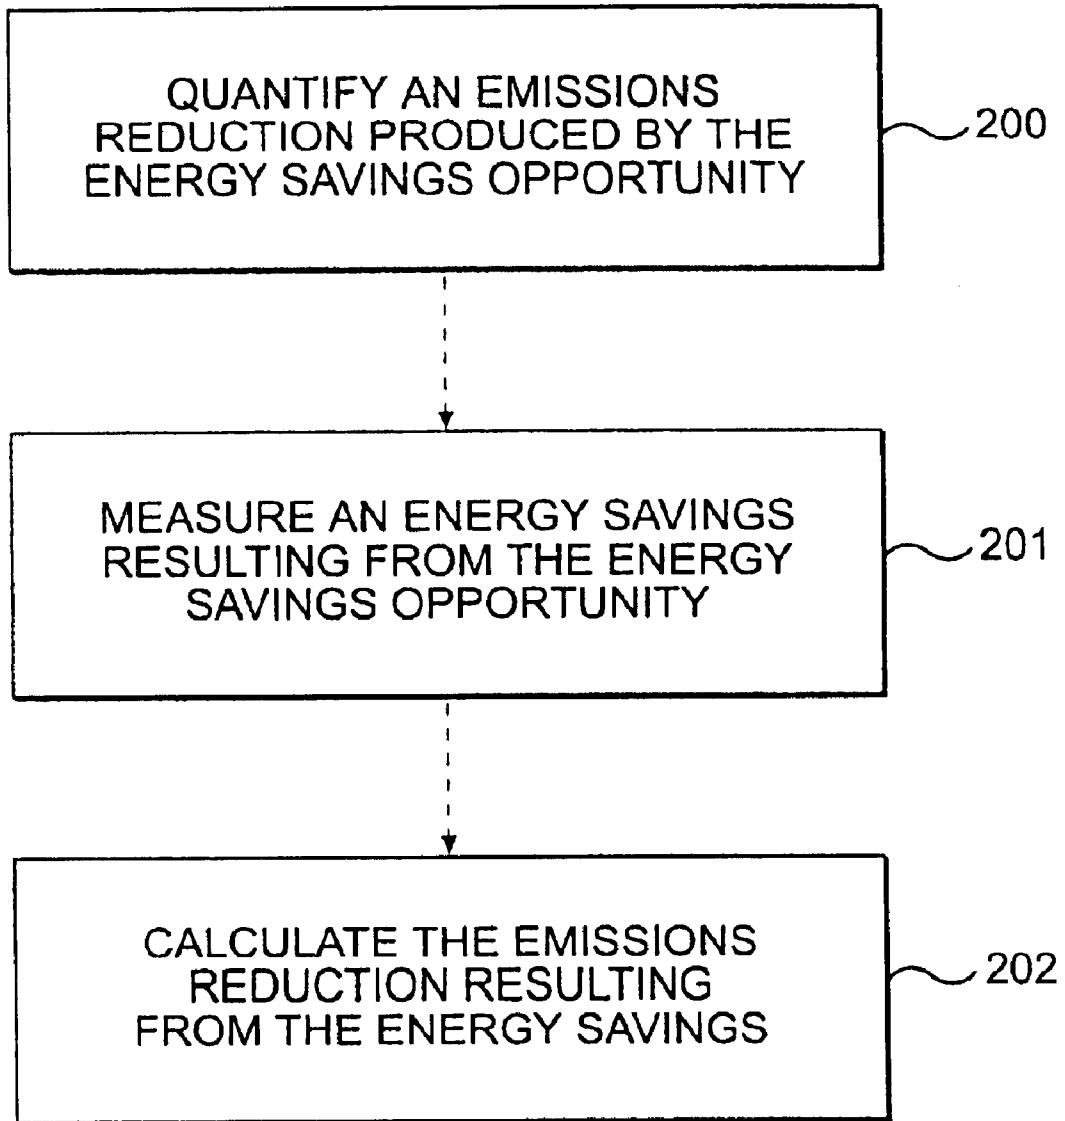 QUANTIFY AN EMISSIONS
REDUCTION PRODUCED BY THE
ENERGY SAVINGS OPPORTUNITY
200
MEASURE AN ENERGY SAVINGS
RESULTING FROM THE ENERGY
SAVINGS OPPORTUNITY
201
CALCULATE THE EMISSIONS
REDUCTION RESULTING
FROM THE ENERGY SAVINGS
202